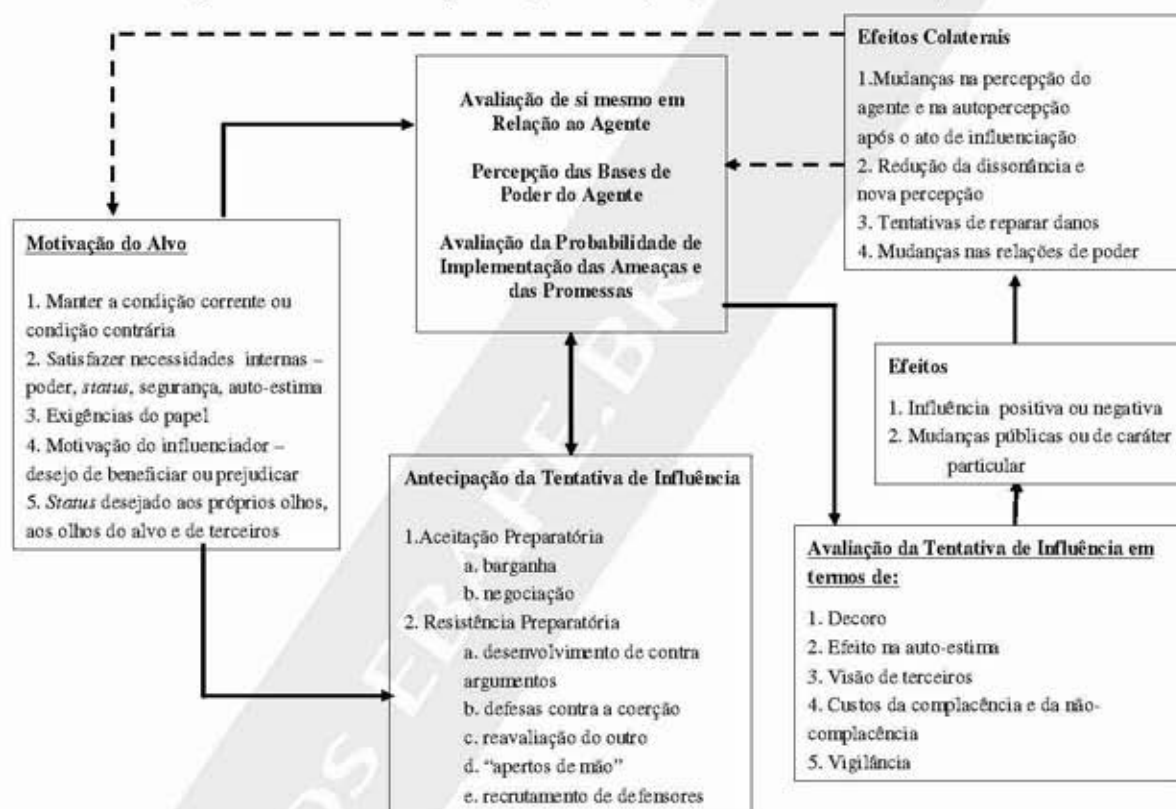 Efeitos Colaterais
1.Mudanças na percepção do
agente e na autopercepção
após o ato de influenciação
2. Redução da dissonância e
nova percepção
3. Tentativas de reparar danos
4. Mudanças nas relações de poder
Avaliação de si mesmo em
Relação ao Agente
Percepção das Bases de
Poder do Agente
Avaliação da Probabilidade de
Implementação das Ameaças e
das Promessas
Motivação do Alvo
1. Manter a condição corrente ou
condição contrária
2. Satisfazer necessidades internas –
poder, status, segurança, auto-estima
3. Exigências do papel
4. Motivação do influenciador –
desejo de beneficiar ou prejudicar
5. Status desejado aos próprios olhos,
aos olhos do alvo e de terceiros
Efeitos
1. Influência positiva ou negativa
2. Mudanças públicas ou de caráter
particular
Antecipação da Tentativa de Influência
1.Aceitação Preparatória
a. barganha
b. negociação
2. Resistência Preparatória
a. desenvolvimento de contra
argumentos
b. defesas contra a coerção
c. reavaliação do outro
d. “apertos de mão”
e. recrutamento de defensores
Avaliação da Tentativa de Influência em
termos de:
1. Decoro
2. Efeito na auto-estima
3. Visão de terceiros
4. Custos da complacência e da não-
complacência
5. Vigilância
OS EBAPE.BR